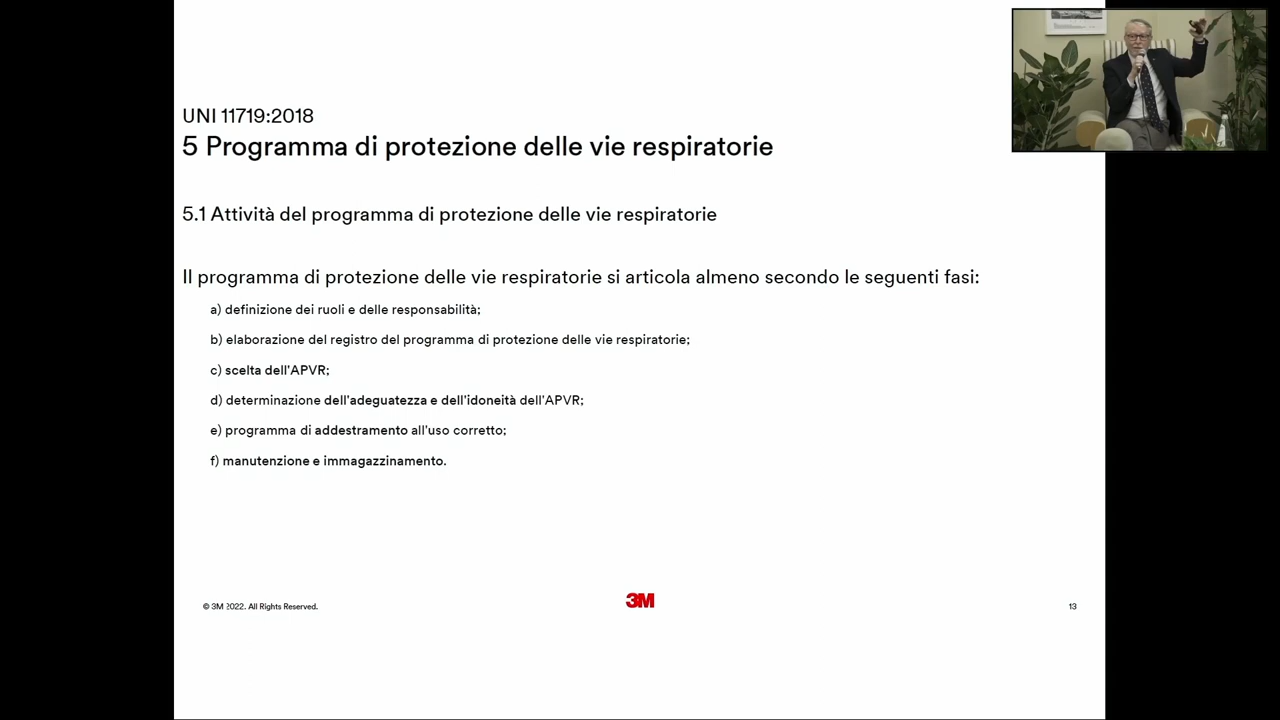 UNI 11719:2018
5 Programma di protezione delle vie respiratorie
5.1 Attività del programma di protezione delle vie respiratorie
Il programma di protezione delle vie respiratorie si articola almeno secondo le seguenti fasi:
a) definizione dei ruoli e delle responsabilità;
b) elaborazione del registro del programma di protezione delle vie respiratorie;
c) scelta dell'APVR;
d) determinazione dell'adeguatezza e dell'idoneità dell'APVR;
e) programma di addestramento all'uso corretto;
f) manutenzione e immagazzinamento.
© 3M 2022. All Rights Reserved.
3M
13